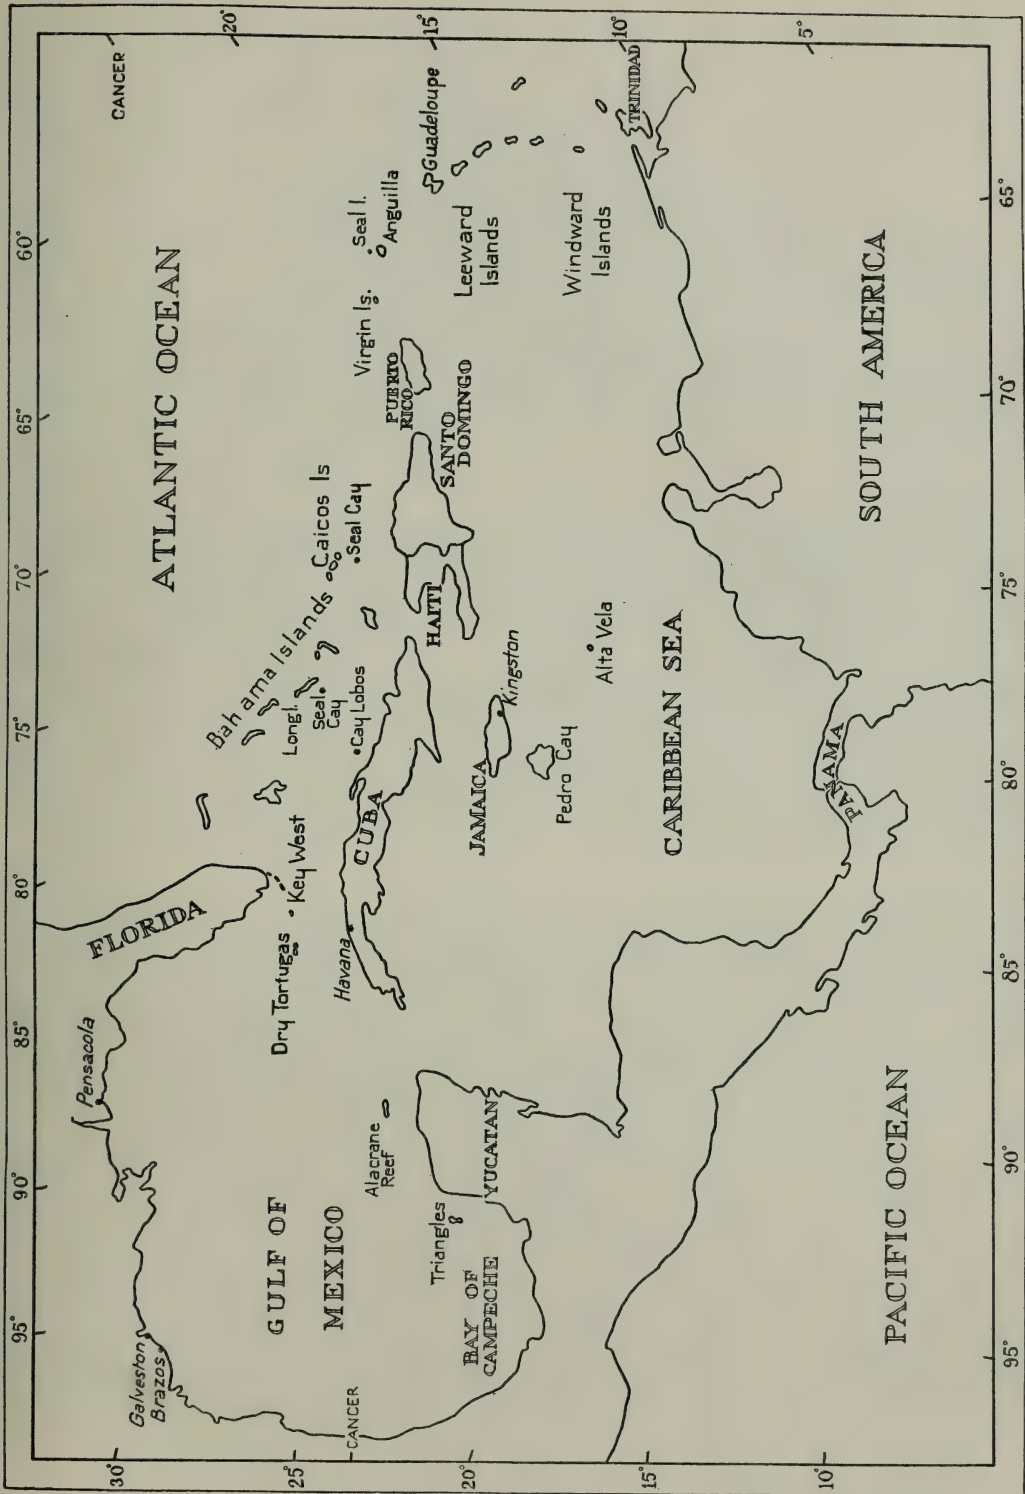 95°
90°
85°
80°
75°
70°
65°
60°
30°
25°
CANCER
20°
15°
10°
CANCER
20°
15°
10°
5°
95°
90°
85°
80°
75°
70°
65°
ATLANTIC OCEAN
Galveston
Brazos
Pensacola
FLORIDA
GULF OF
MEXICO
Dry Tortugas
Key West
Havana
CUBA
Bahama Islands
Long I.
Seal
Cay
Cay Lobos
Caicos Is
Seal Cay
Alacrane
Reef
Triangles
BAY OF
CAMPECHE
YUCATAN
JAMAICA
Kingston
Pedro Cay
HAITI
SANTO
DOMINGO
PUERTO
RICO
Virgin Is.
Seal I.
Anguilla
Guadeloupe
Leeward
Islands
Windward
Islands
Alta Vela
CARIBBEAN SEA
TRINIDAD
PANAMA
PACIFIC OCEAN
SOUTH AMERICA